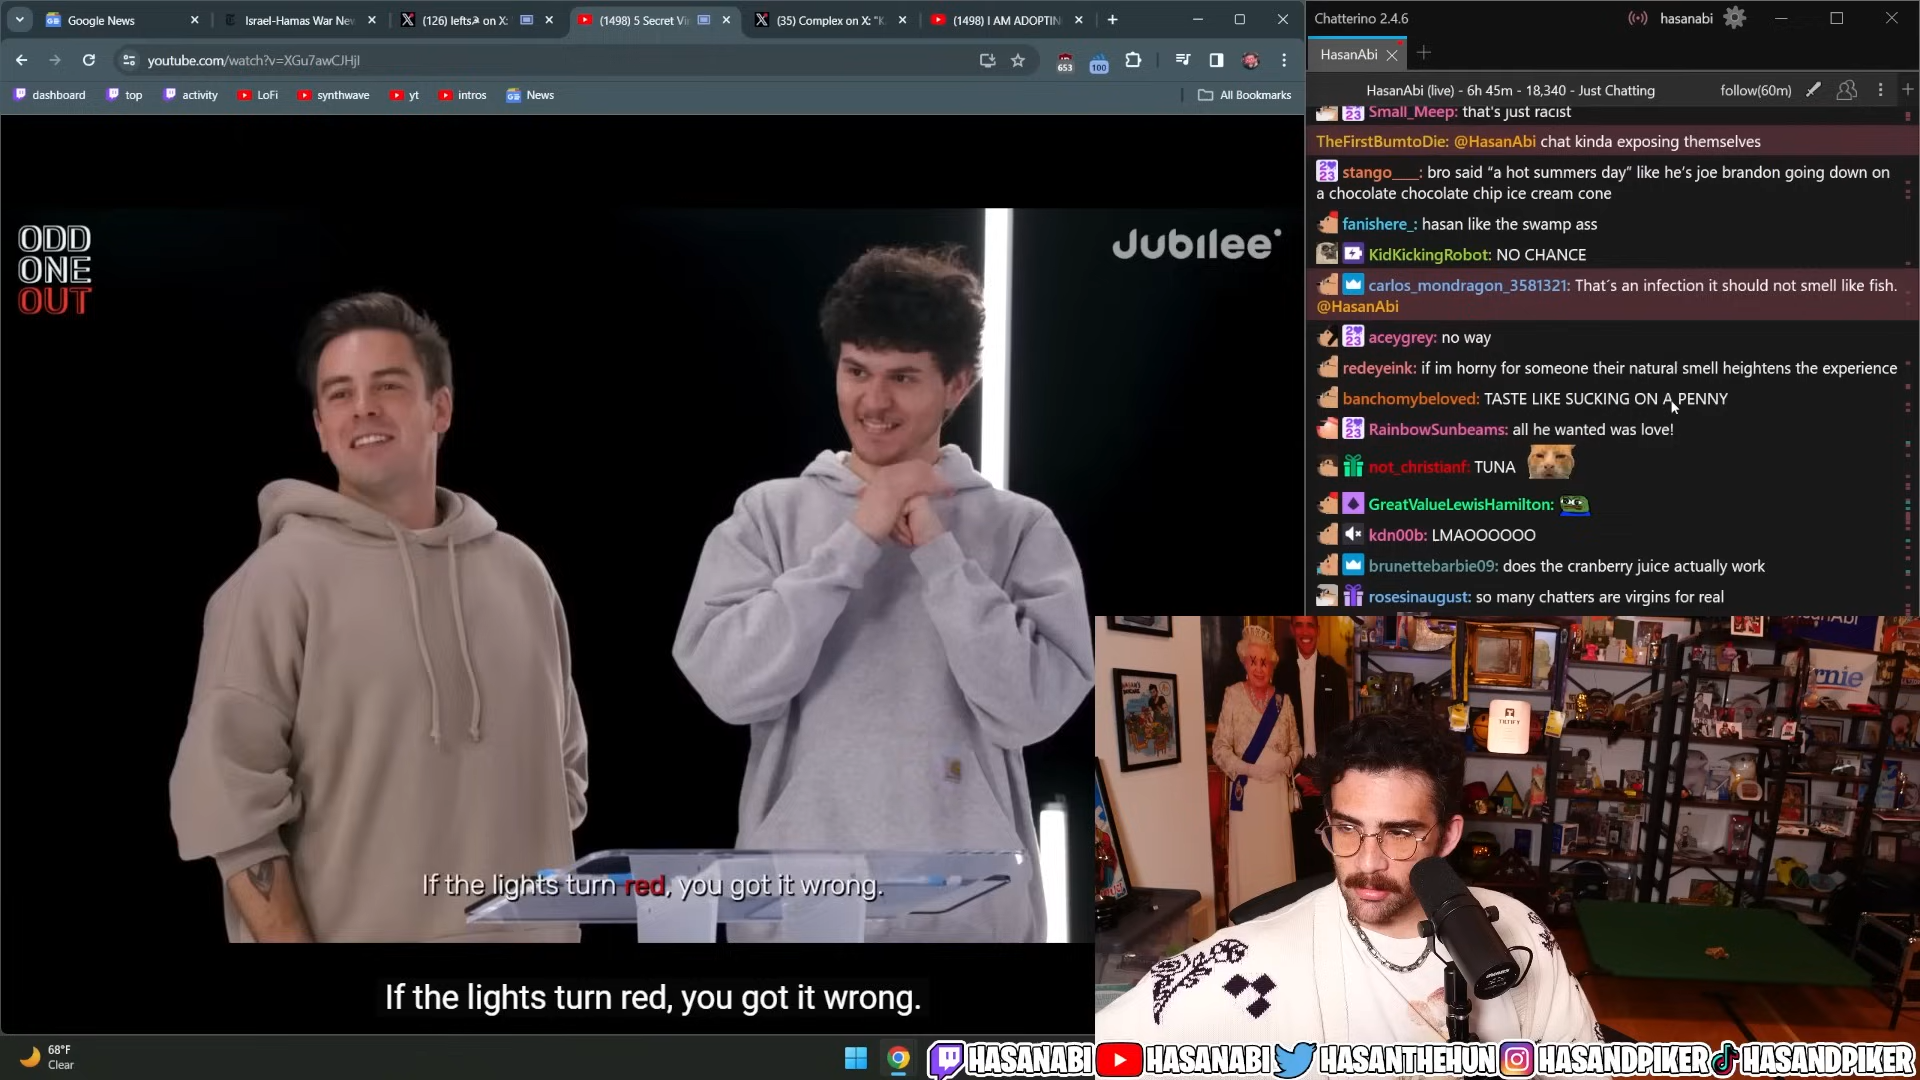 Google News
Israel-Hamas War Nev
(126) lefts
on X:
(1498) 5 Secret Vi
(35) Complex on X: "K
(1498) I AM ADOPTIN
youtube.com/watch?v=XGu7awCJHjI
653
100
dashboard
top
activity
LoFi
synthwave
yt
intros
News
All Bookmarks
ODD
ONE
OUT
Jubilee
If the lights turn red, you got it wrong.
If the lights turn red, you got it wrong.
Chatterino 2.4.6
hasanabi
HasanAbi
HasanAbi (live) - 6h 45m - 18,340 - Just Chatting
follow(60m)
Small_Meep: that's just racist
TheFirstBumtoDie: @HasanAbi chat kinda exposing themselves
stango____: bro said “a hot summers day” like he's joe brandon going down on
a chocolate chocolate chip ice cream cone
fanishere_: hasan like the swamp ass
KidKickingRobot: NO CHANCE
carlos_mondragon_3581321: That´s an infection it should not smell like fish.
@HasanAbi
aceygrey: no way
redeyeink: if im horny for someone their natural smell heightens the experience
banchomybeloved: TASTE LIKE SUCKING ON A PENNY
RainbowSunbeams: all he wanted was love!
not_christianf: TUNA
GreatValueLewisHamilton:
kdn00b: LMAOOOOOO
brunettebarbie09: does the cranberry juice actually work
rosesinaugust: so many chatters are virgins for real
68°F
Clear
HASANABI
HASANABI
HASANTHEHUN
HASANDPIKER
HASANDPIKER